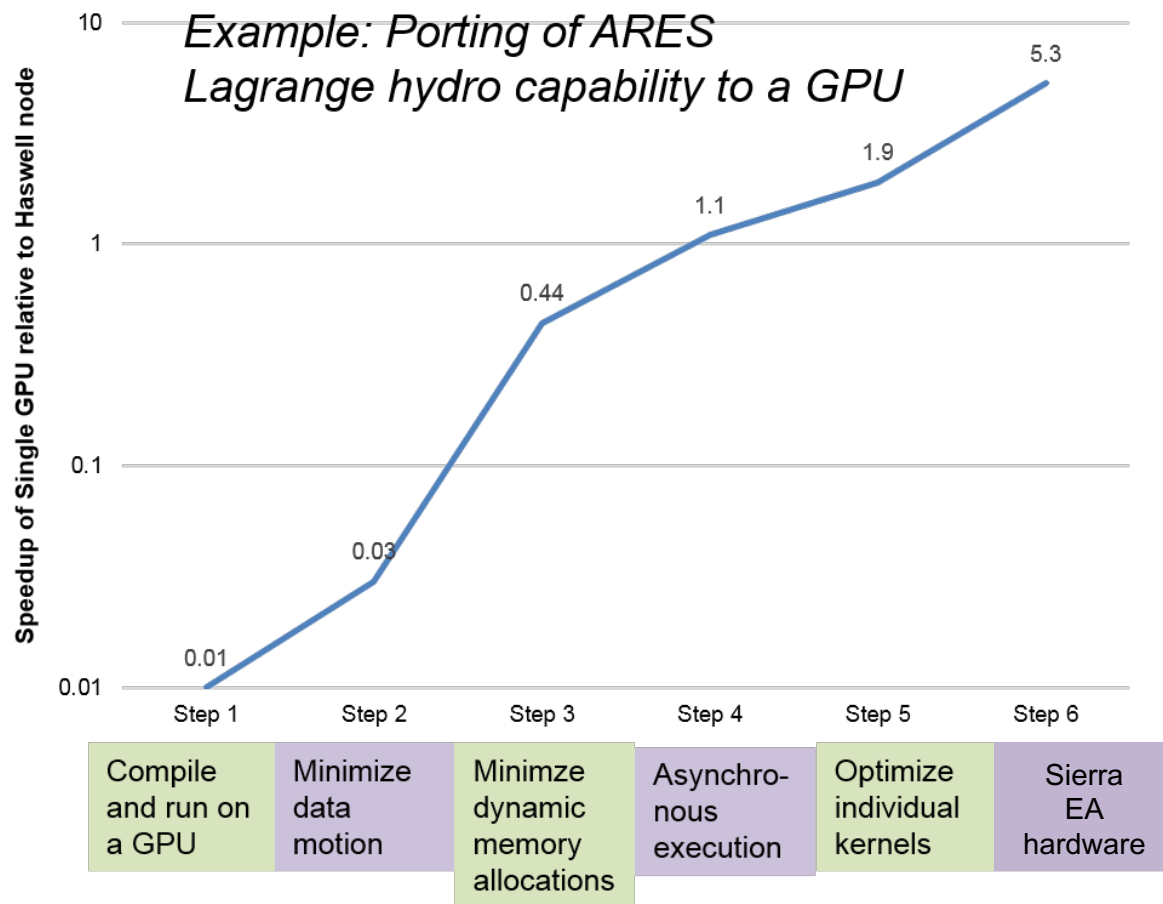 Example: Porting of ARES
Lagrange hydro capability to a GPU
Speedup of Single GPU relative to Haswell node
10
1
0.1
0.01
0.01
0.03
0.44
1.1
1.9
5.3
Step 1
Step 2
Step 3
Step 4
Step 5
Step 6
Compile
and run on
a GPU
Minimize
data
motion
Minimze
dynamic
memory
allocations
Asynchro-
nous
execution
Optimize
individual
kernels
Sierra
EA
hardware